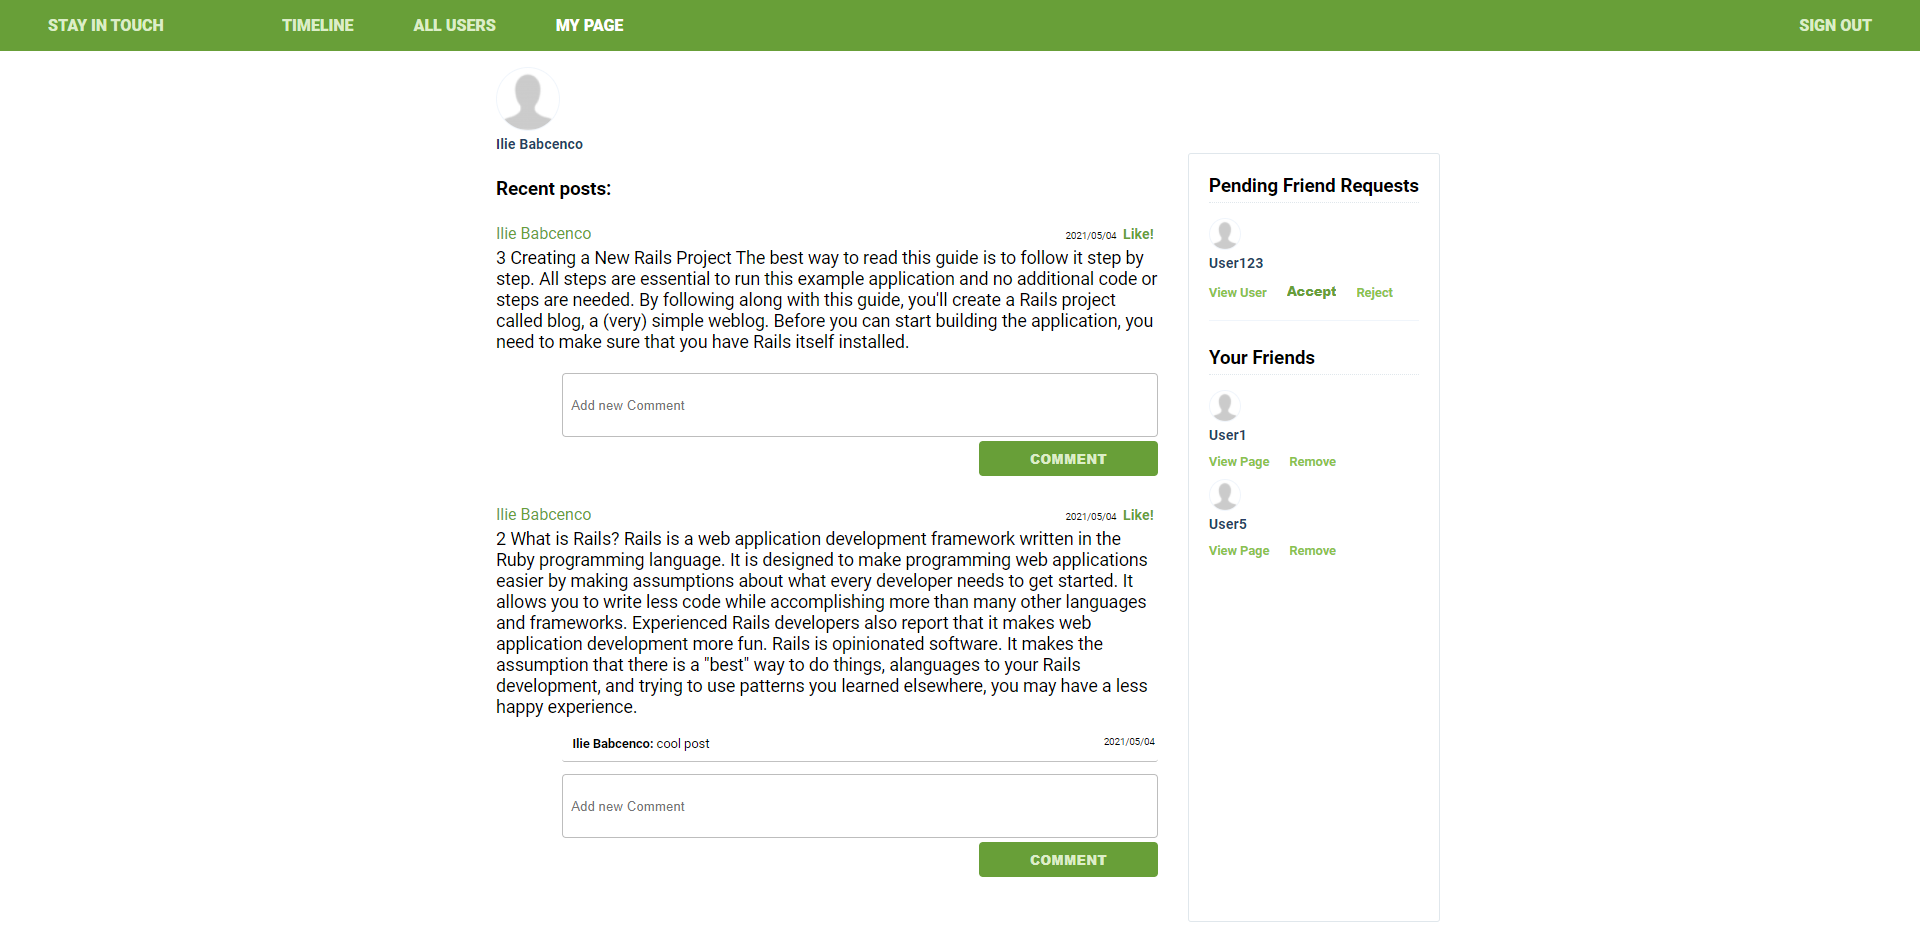 STAY IN TOUCH TIMELINE ALL USERS MY PAGE SIGN OUT
Ilie Babcenco
Recent posts:
Ilie Babcenco 2021/05/04 Like!
3 Creating a New Rails Project The best way to read this guide is to follow it step by
step. All steps are essential to run this example application and no additional code or
steps are needed. By following along with this guide, you'll create a Rails project
called blog, a (very) simple weblog. Before you can start building the application, you
need to make sure that you have Rails itself installed.
Add new Comment
COMMENT
Ilie Babcenco 2021/05/04 Like!
2 What is Rails? Rails is a web application development framework written in the
Ruby programming language. It is designed to make programming web applications
easier by making assumptions about what every developer needs to get started. It
allows you to write less code while accomplishing more than many other languages
and frameworks. Experienced Rails developers also report that it makes web
application development more fun. Rails is opinionated software. It makes the
assumption that there is a "best" way to do things, alanguages to your Rails
development, and trying to use patterns you learned elsewhere, you may have a less
happy experience.
Ilie Babcenco: cool post 2021/05/04
Add new Comment
COMMENT
Pending Friend Requests
User123
View User Accept Reject
Your Friends
User1
View Page Remove
User5
View Page Remove